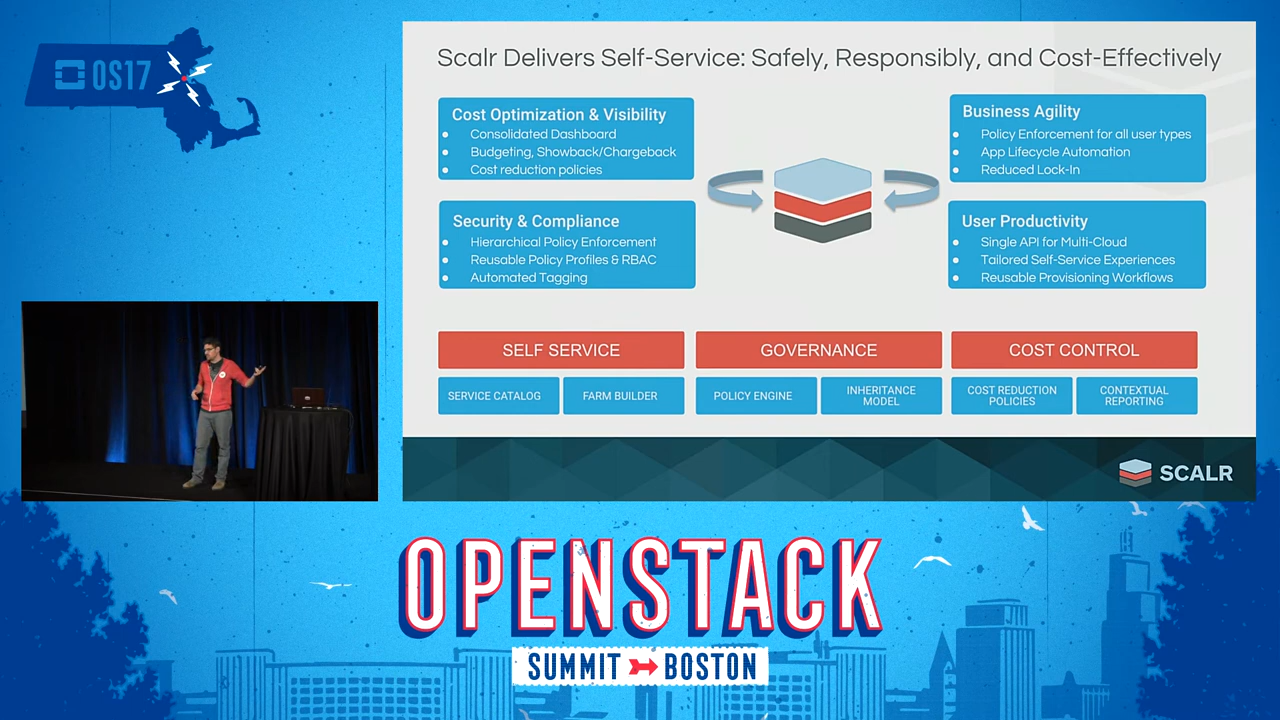 OS17
Scalr Delivers Self-Service: Safely, Responsibly, and Cost-Effectively
Cost Optimization & Visibility
Consolidated Dashboard
Budgeting, Showback/Chargeback
Cost reduction policies
Business Agility
Policy Enforcement for all user types
App Lifecycle Automation
Reduced Lock-In
Security & Compliance
Hierarchical Policy Enforcement
Reusable Policy Profiles & RBAC
Automated Tagging
User Productivity
Single API for Multi-Cloud
Tailored Self-Service Experiences
Reusable Provisioning Workflows
SELF SERVICE
GOVERNANCE
COST CONTROL
SERVICE CATALOG
FARM BUILDER
POLICY ENGINE
INHERITANCE
MODEL
COST REDUCTION
POLICIES
CONTEXTUAL
REPORTING
SCALR
OPENSTACK
SUMMIT BOSTON